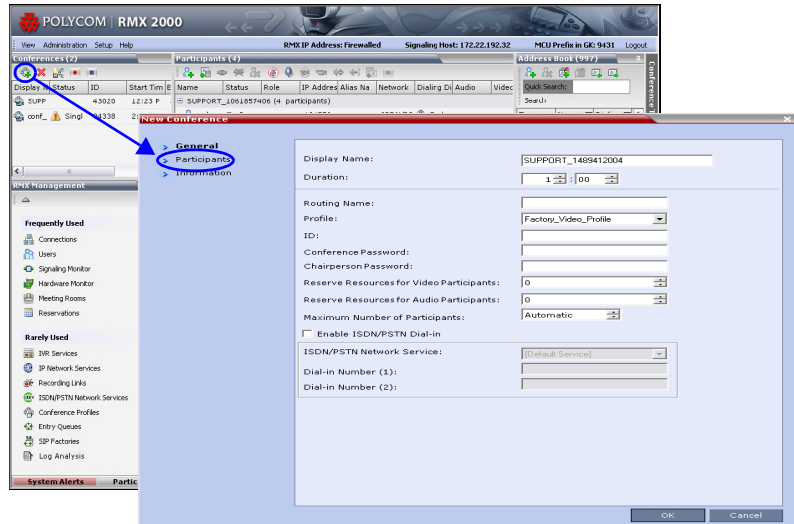 POLYCOM | RMX 2000
View Administration Setup Help RMX IP Address: Firewalled Signaling Host: 172.22.192.32 MCU Prefix in GK: 9431 Logout
Conferences (2) Participants (4) Address Book (997)
Conference T
Display N Status ID Start Tim E Name Status Role IP Addres Alias Na Network Dialing Di Audio Videc Quick Search:
SUPP 43020 12:23 P SUPPORT_1061857406 (4 participants) Search
conf_ Singl 04338 2:
New Conference
General
Participants
Information
Display Name: SUPPORT_1489412004
Duration: 1 : 00
Routing Name:
Profile: Factory_Video_Profile
ID:
Conference Password:
Chairperson Password:
Reserve Resources for Video Participants: 0
Reserve Resources for Audio Participants: 0
Maximum Number of Participants: Automatic
Enable ISDN/PSTN Dial-in
ISDN/PSTN Network Service: [Default Service]
Dial-in Number (1):
Dial-in Number (2):
OK Cancel
RMX Management
Frequently Used
Connections
Users
Signaling Monitor
Hardware Monitor
Meeting Rooms
Reservations
Rarely Used
IVR Services
IP Network Services
Recording Links
ISDN/PSTN Network Services
Conference Profiles
Entry Queues
SIP Factories
Log Analysis
System Alerts Partic